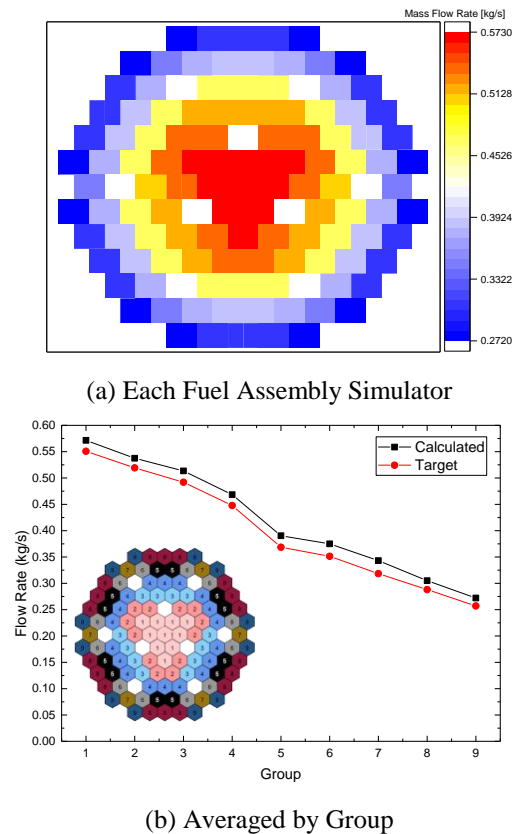 Mass Flow Rate [kg/s]
0.5730
0.5128
0.4526
0.3924
0.3322
0.2720
(a) Each Fuel Assembly Simulator
0.60
0.55
0.50
0.45
0.40
0.35
0.30
0.25
0.20
0.15
0.10
0.05
0.00
Flow Rate (kg/s)
Calculated
Target
1 2 3 4 5 6 7 8 9
Group
(b) Averaged by Group